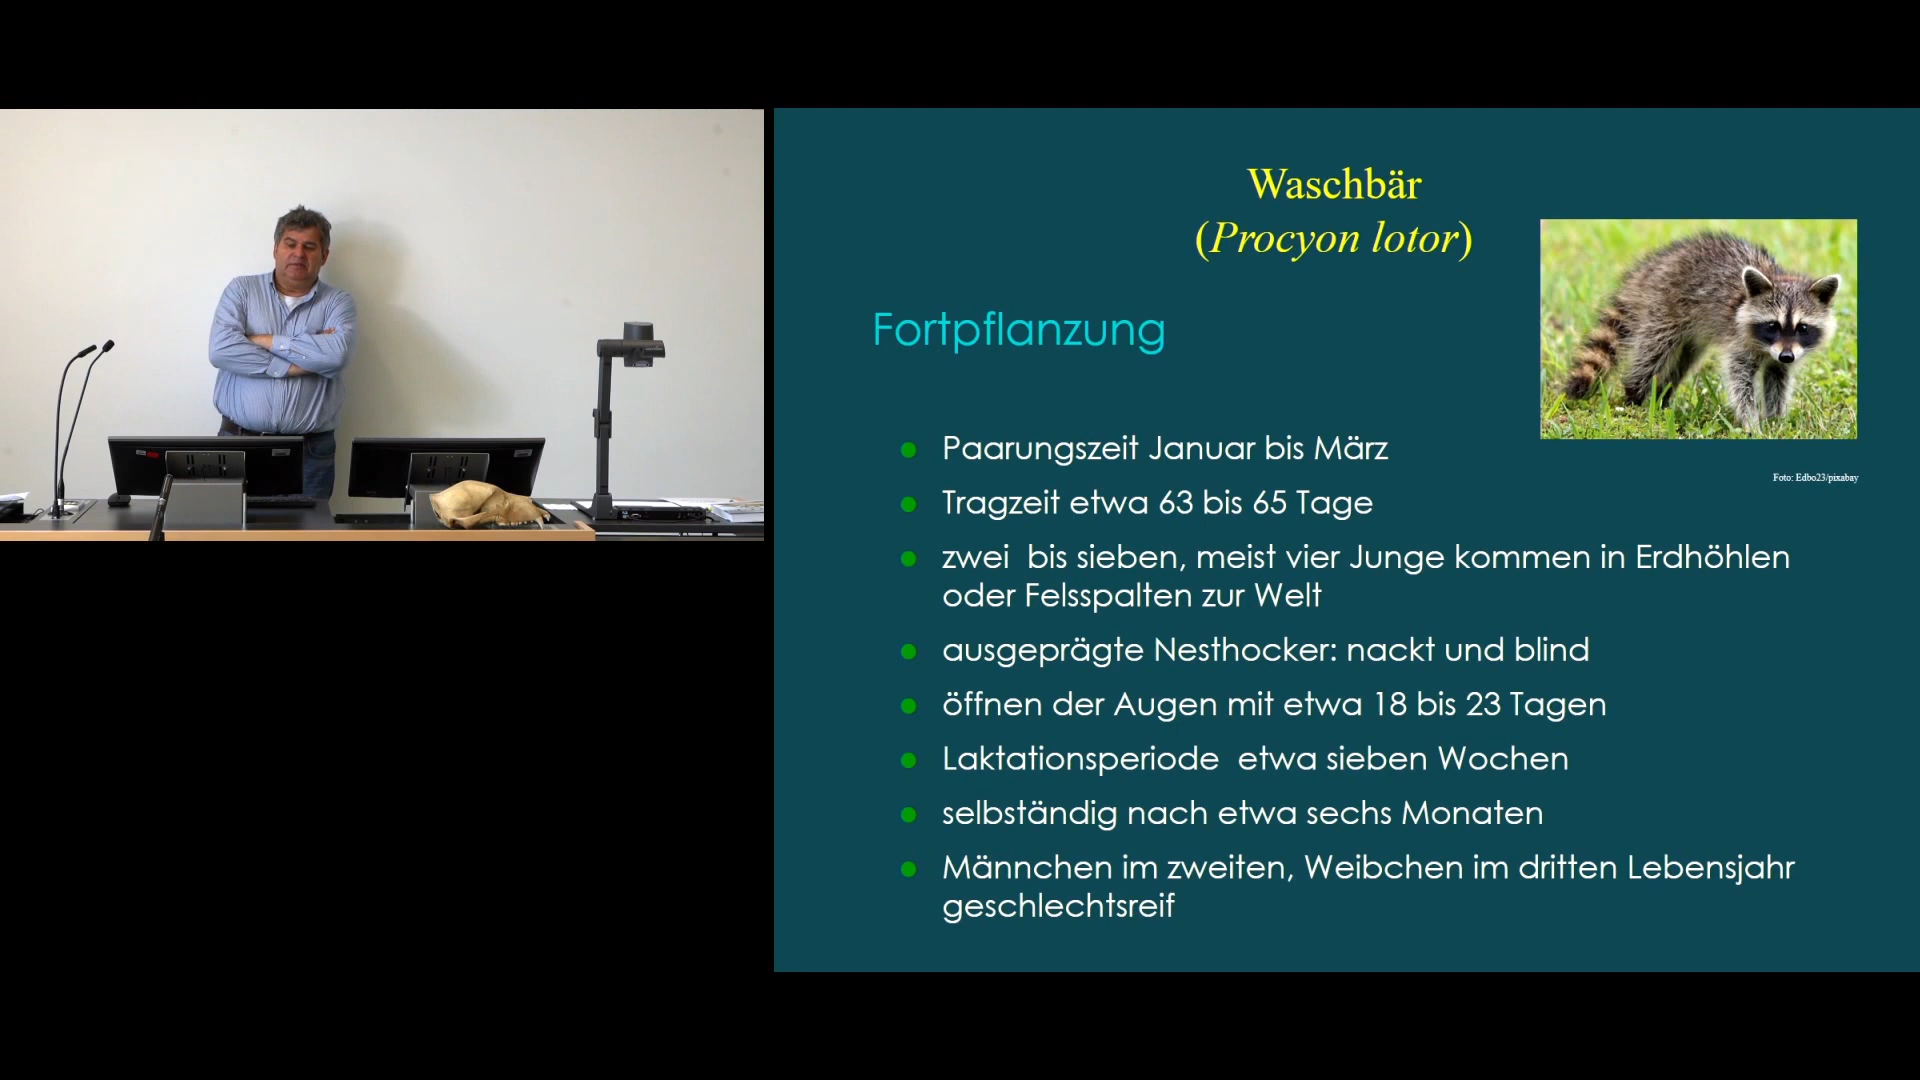 Waschbär
(Procyon lotor)
Fortpflanzung
Paarungszeit Januar bis März
Foto: Edbo23/pixabay
Tragzeit etwa 63 bis 65 Tage
zwei  bis sieben, meist vier Junge kommen in Erdhöhlen
oder Felsspalten zur Welt
ausgeprägte Nesthocker: nackt und blind
öffnen der Augen mit etwa 18 bis 23 Tagen
Laktationsperiode  etwa sieben Wochen
selbständig nach etwa sechs Monaten
Männchen im zweiten, Weibchen im dritten Lebensjahr
geschlechtsreif